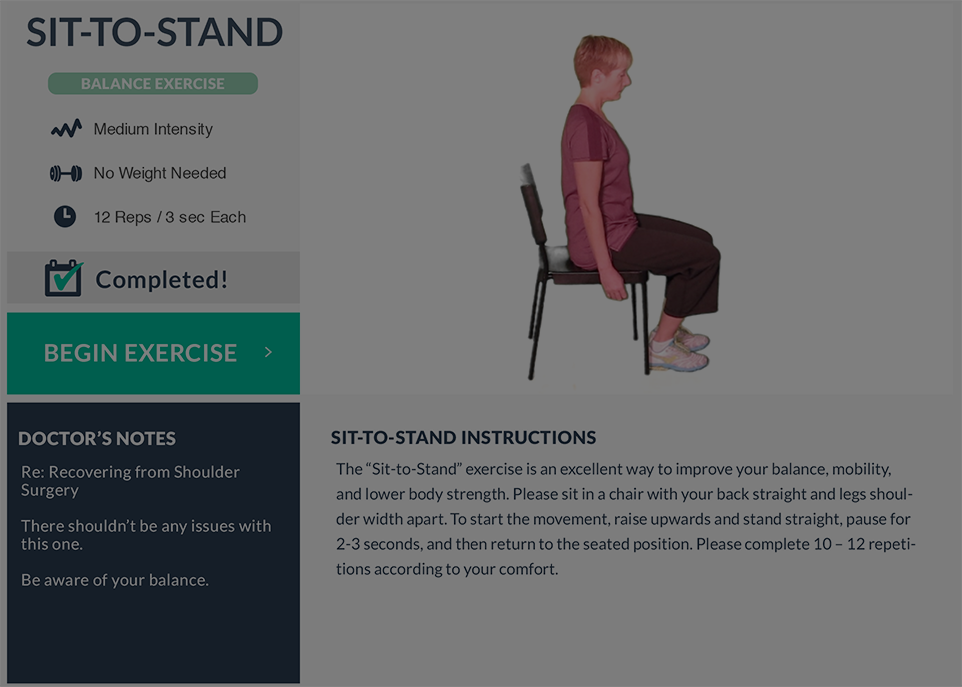 SIT-TO-STAND
BALANCE EXERCISE
Medium Intensity
No Weight Needed
12 Reps / 3 sec Each
Completed!
BEGIN EXERCISE >
DOCTOR’S NOTES
Re: Recovering from Shoulder
Surgery
There shouldn’t be any issues with
this one.
Be aware of your balance.
SIT-TO-STAND INSTRUCTIONS
The “Sit-to-Stand” exercise is an excellent way to improve your balance, mobility,
and lower body strength. Please sit in a chair with your back straight and legs shoul-
der width apart. To start the movement, raise upwards and stand straight, pause for
2-3 seconds, and then return to the seated position. Please complete 10 – 12 repeti-
tions according to your comfort.